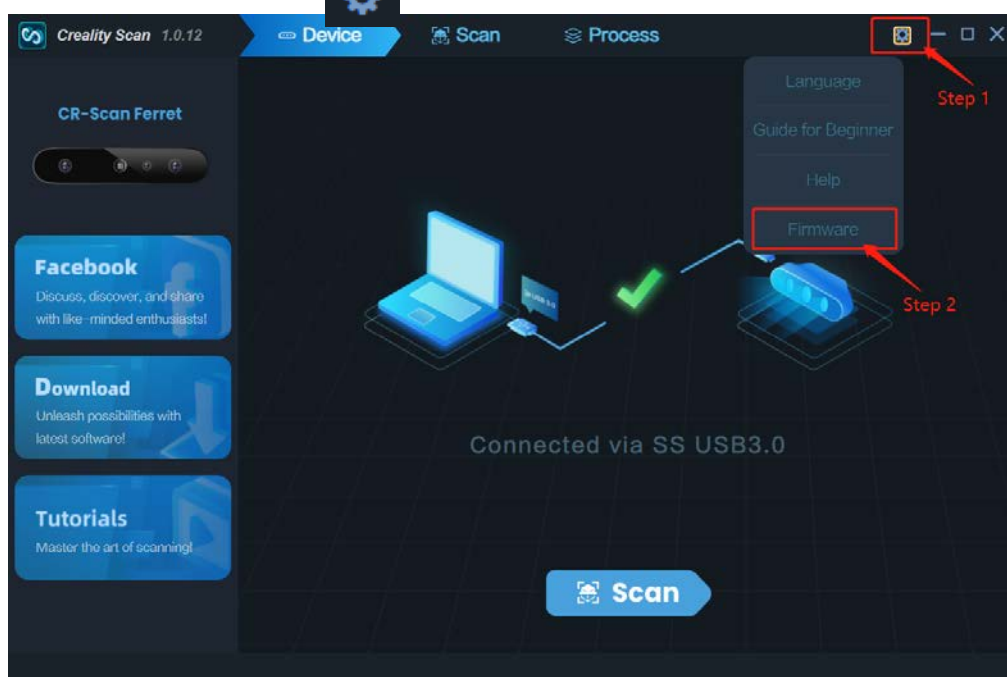 Creality Scan 1.0.12
Device
Scan
Process
Step 1
Language
Guide for Beginner
Help
Firmware
Step 2
CR-Scan Ferret
Facebook
Discuss, discover, and share
with like-minded enthusiasts!
Download
Unleash possibilities with
latest software!
Tutorials
Master the art of scanning!
Connected via SS USB3.0
Scan